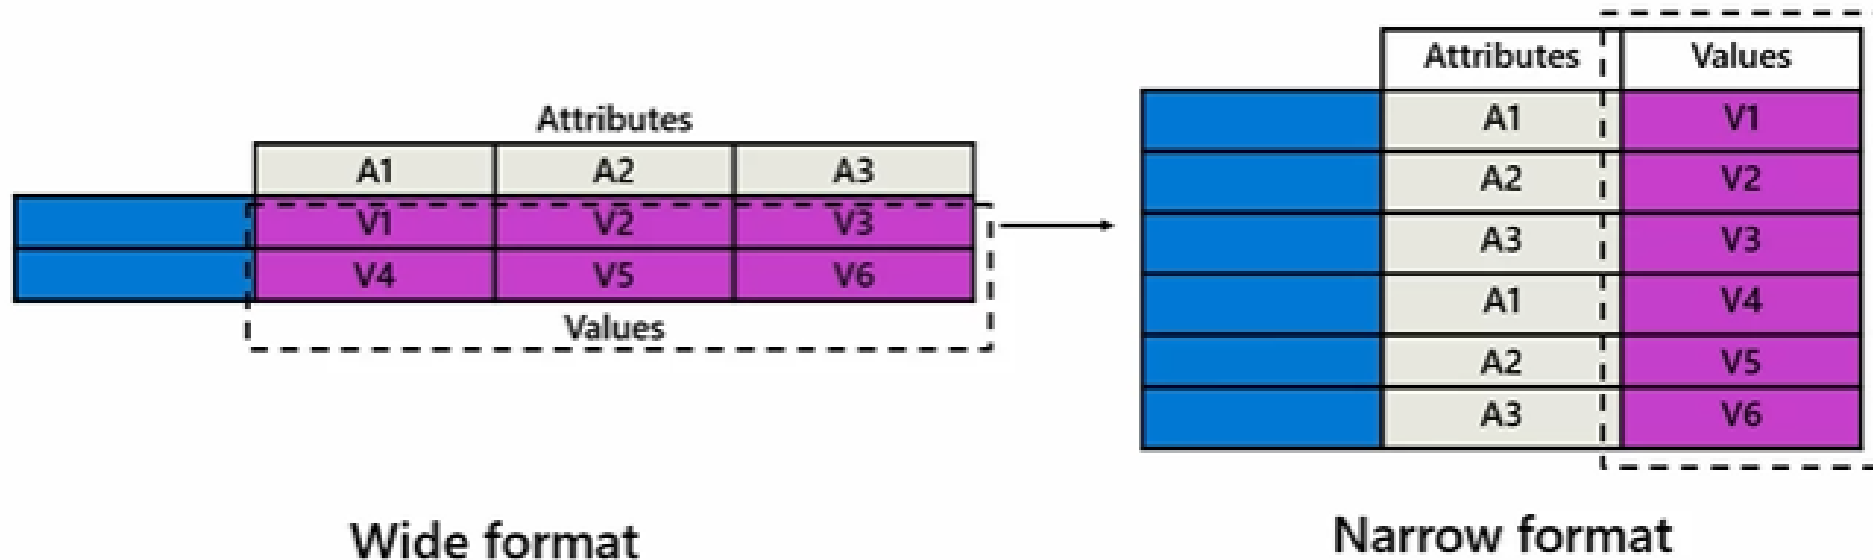 Attributes
A1 A2 A3
V1 V2 V3
V4 V5 V6
Values
Wide format
Attributes Values
A1 V1
A2 V2
A3 V3
A1 V4
A2 V5
A3 V6
Narrow format